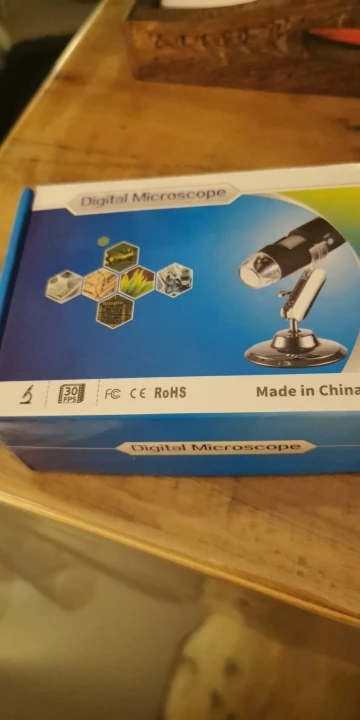 Digital Microscope
30
FPS
FC CE RoHS
Made in China
Digital Microscope